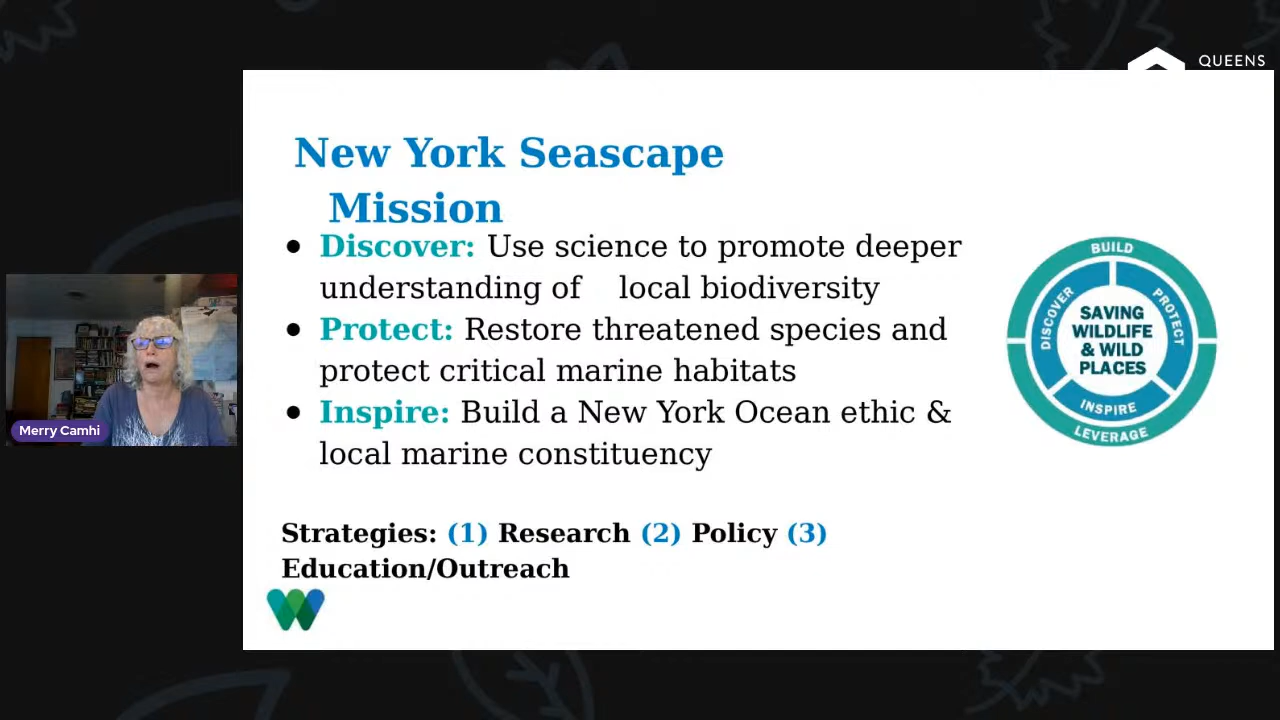 QUEENS
New York Seascape
Mission
● Discover: Use science to promote deeper
understanding of local biodiversity
● Protect: Restore threatened species and
protect critical marine habitats
● Inspire: Build a New York Ocean ethic &
local marine constituency
Strategies: (1) Research (2) Policy (3)
Education/Outreach
BUILD
DISCOVER
PROTECT
SAVING
WILDLIFE
& WILD
PLACES
INSPIRE
LEVERAGE
Merry Camhi